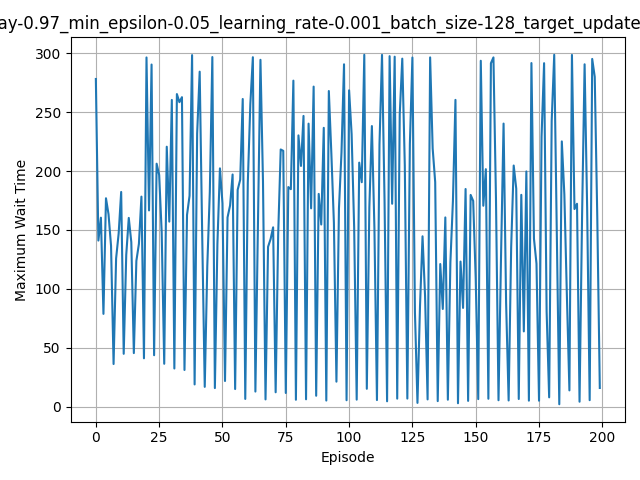 ay-0.97_min_epsilon-0.05_learning_rate-0.001_batch_size-128_target_update
300
250
200
150
100
50
0
Maximum Wait Time
0 25 50 75 100 125 150 175 200
Episode